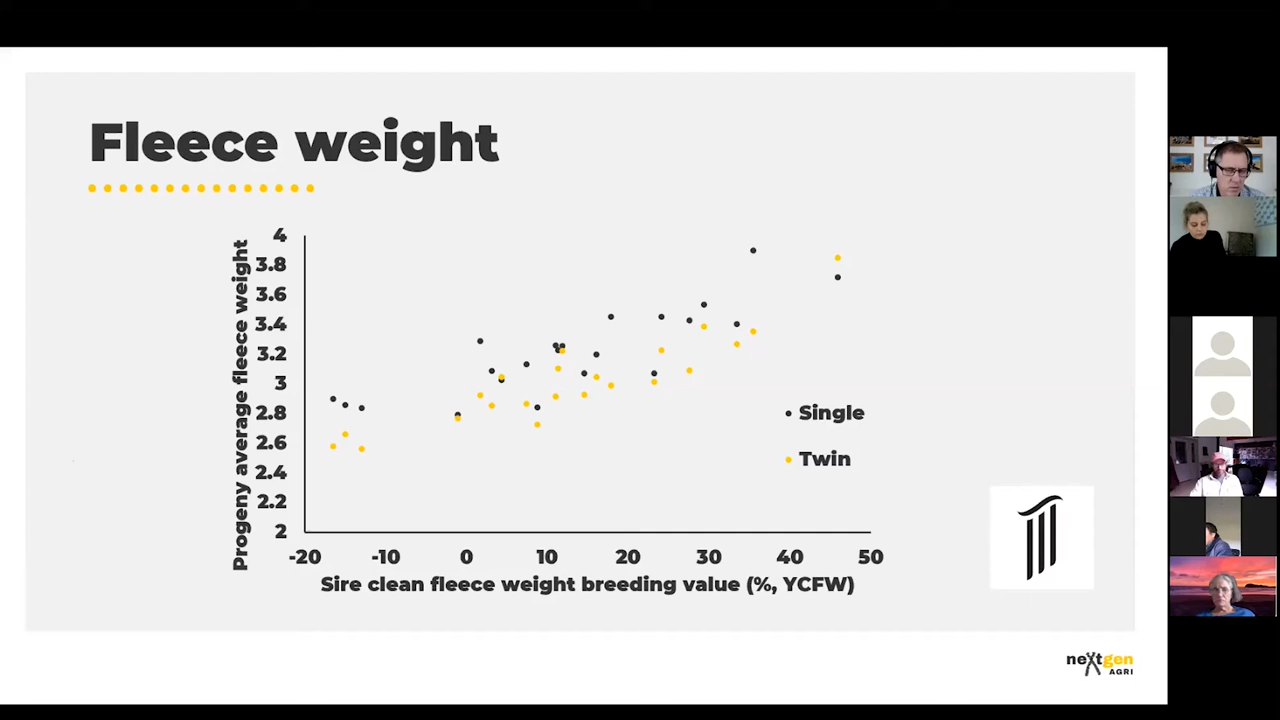 Fleece weight
Progeny average fleece weight
4
3.8
3.6
3.4
3.2
3
2.8
2.6
2.4
2.2
2
-20 -10 0 10 20 30 40 50
Sire clean fleece weight breeding value (%, YCFW)
Single
Twin
nextgen
AGRI